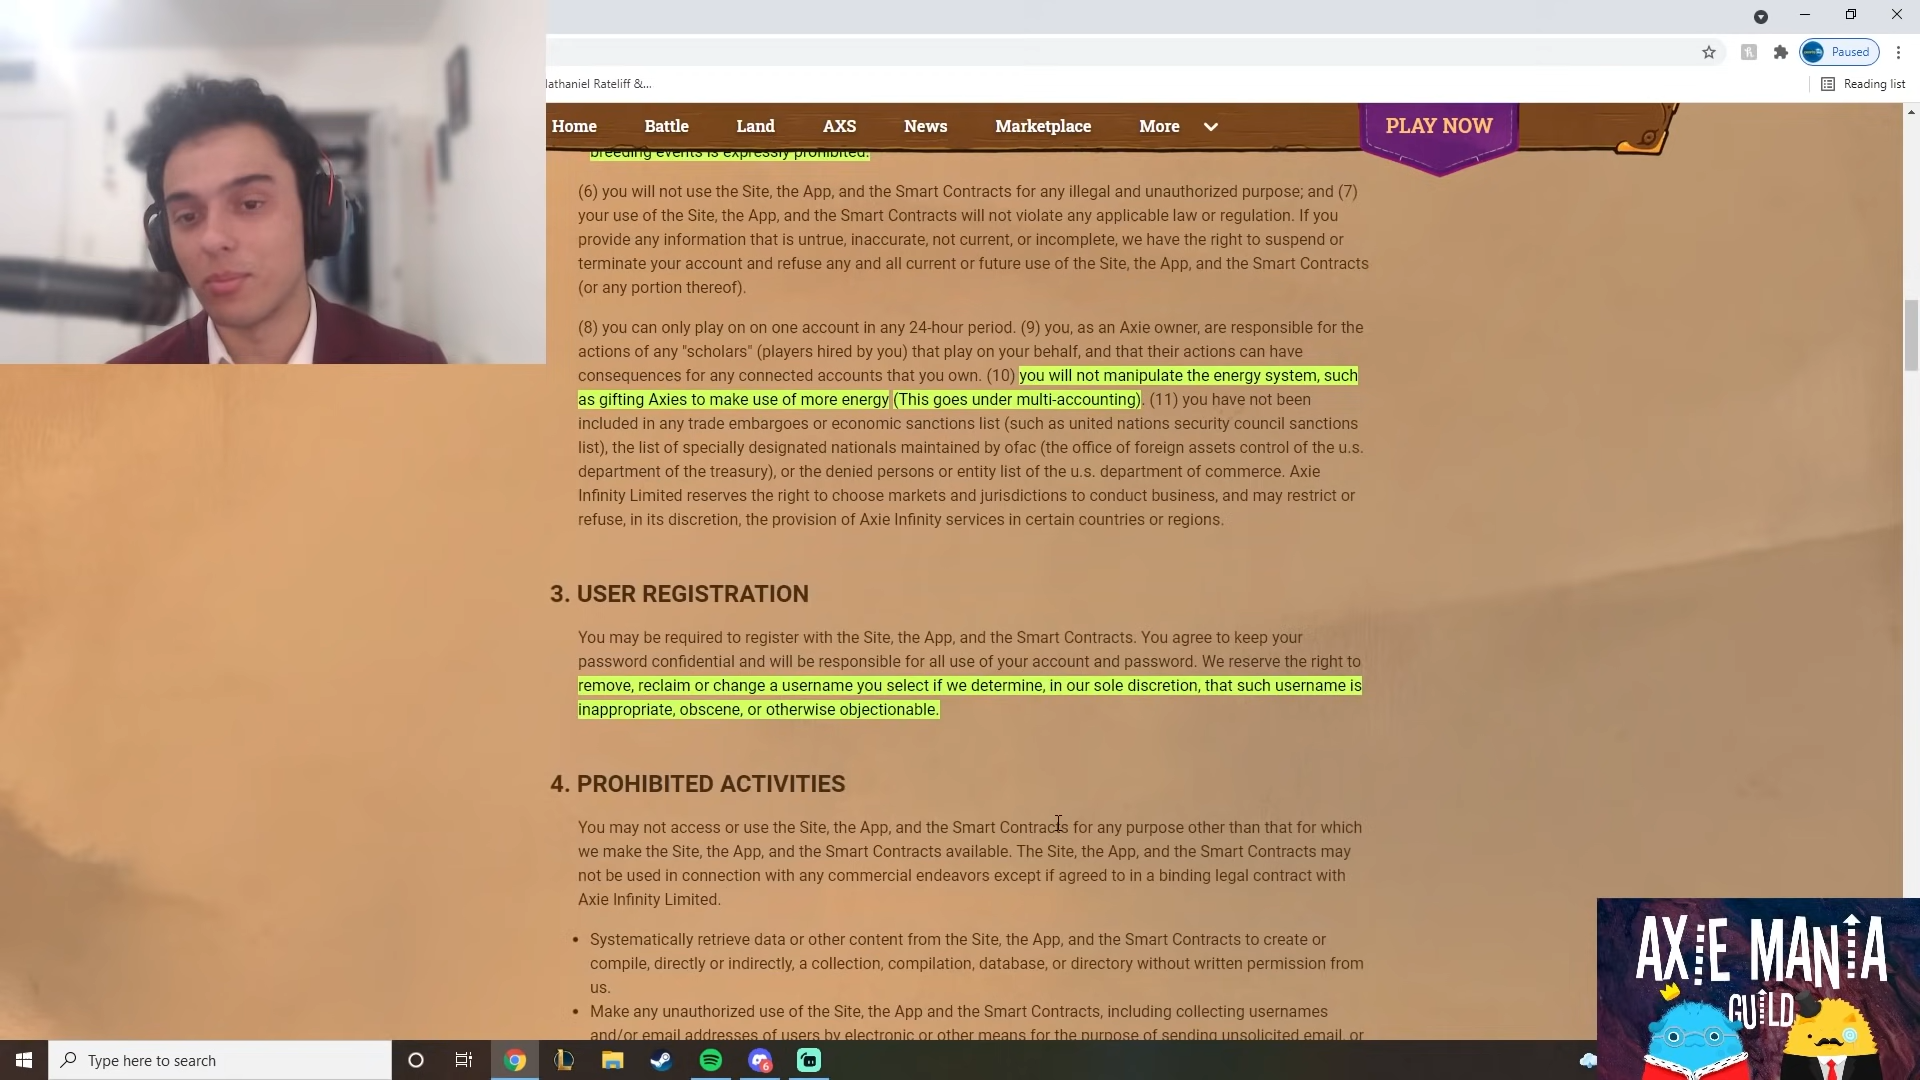 Paused
Nathaniel Rateliff &...
Reading list
Home
Battle
Land
AXS
News
Marketplace
More
PLAY NOW
breeding events is expressly prohibited.
(6) you will not use the Site, the App, and the Smart Contracts for any illegal and unauthorized purpose; and (7)
your use of the Site, the App, and the Smart Contracts will not violate any applicable law or regulation. If you
provide any information that is untrue, inaccurate, not current, or incomplete, we have the right to suspend or
terminate your account and refuse any and all current or future use of the Site, the App, and the Smart Contracts
(or any portion thereof).
(8) you can only play on on one account in any 24-hour period. (9) you, as an Axie owner, are responsible for the
actions of any "scholars" (players hired by you) that play on your behalf, and that their actions can have
consequences for any connected accounts that you own. (10) you will not manipulate the energy system, such
as gifting Axies to make use of more energy (This goes under multi-accounting). (11) you have not been
included in any trade embargoes or economic sanctions list (such as united nations security council sanctions
list), the list of specially designated nationals maintained by ofac (the office of foreign assets control of the u.s.
department of the treasury), or the denied persons or entity list of the u.s. department of commerce. Axie
Infinity Limited reserves the right to choose markets and jurisdictions to conduct business, and may restrict or
refuse, in its discretion, the provision of Axie Infinity services in certain countries or regions.
3. USER REGISTRATION
You may be required to register with the Site, the App, and the Smart Contracts. You agree to keep your
password confidential and will be responsible for all use of your account and password. We reserve the right to
remove, reclaim or change a username you select if we determine, in our sole discretion, that such username is
inappropriate, obscene, or otherwise objectionable.
4. PROHIBITED ACTIVITIES
You may not access or use the Site, the App, and the Smart Contracts for any purpose other than that for which
we make the Site, the App, and the Smart Contracts available. The Site, the App, and the Smart Contracts may
not be used in connection with any commercial endeavors except if agreed to in a binding legal contract with
Axie Infinity Limited.
• Systematically retrieve data or other content from the Site, the App, and the Smart Contracts to create or
compile, directly or indirectly, a collection, compilation, database, or directory without written permission from
us.
• Make any unauthorized use of the Site, the App and the Smart Contracts, including collecting usernames
and/or email addresses of users by electronic or other means for the purpose of sending unsolicited email, or
AXIE MANIA
GUILD
Type here to search
6